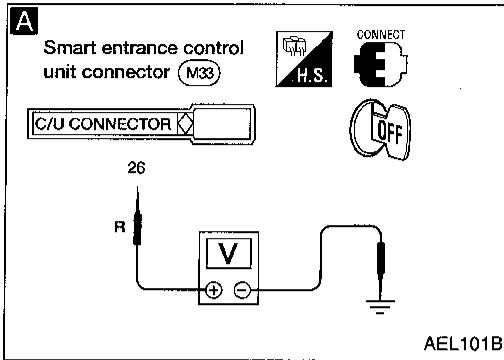 A
Smart entrance control
unit connector M33
CONNECT
H.S.
C/U CONNECTOR
OFF
26
R
V
+ −
AEL101B